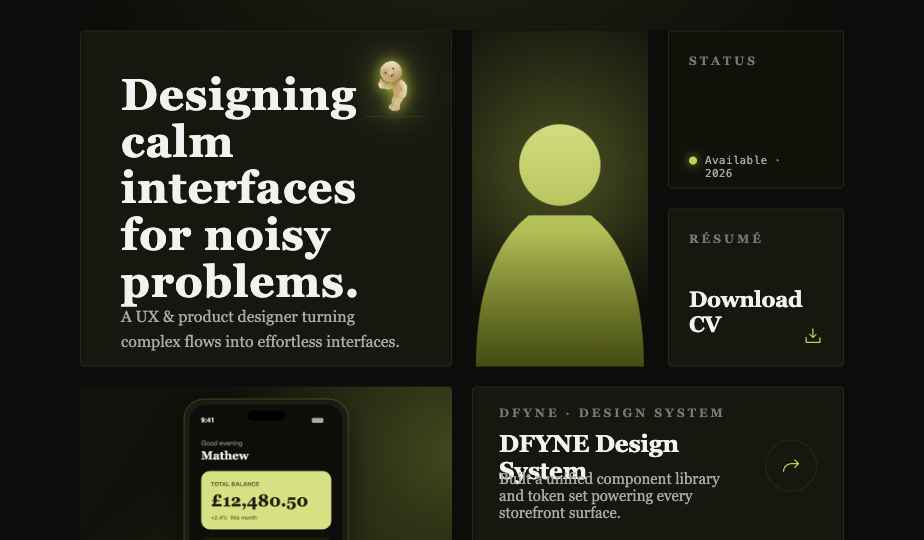 Designing
calm
interfaces
for noisy
problems.
A UX & product designer turning
complex flows into effortless interfaces.
STATUS
Available ·
2026
RÉSUMÉ
Download
CV
9:41
Good evening
Mathew
TOTAL BALANCE
£12,480.50
+2.4% this month
DFYNE · DESIGN SYSTEM
DFYNE Design
System
Built a unified component library
and token set powering every
storefront surface.